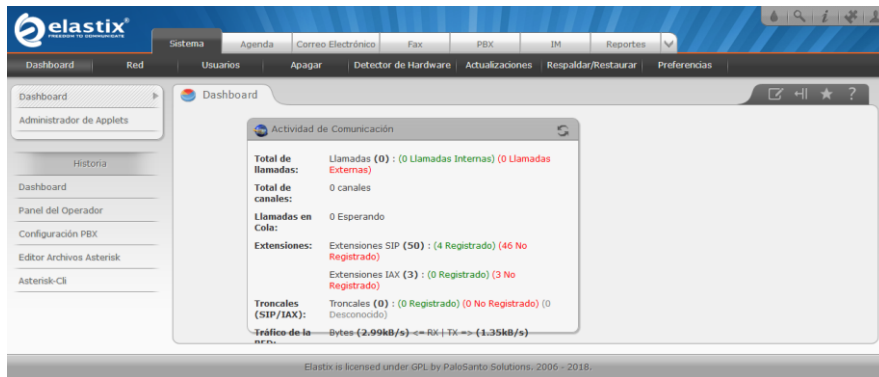 elastix®
FREEDOM TO COMMUNICATE
Sistema Agenda Correo Electrónico Fax PBX IM Reportes
Dashboard Red Usuarios Apagar Detector de Hardware Actualizaciones Respaldar/Restaurar Preferencias
Dashboard
Administrador de Applets
Historia
Dashboard
Panel del Operador
Configuración PBX
Editor Archivos Asterisk
Asterisk-Cli
Dashboard
Actividad de Comunicación
Total de llamadas: Llamadas (0) : (0 Llamadas Internas) (0 Llamadas
Externas)
Total de canales: 0 canales
Llamadas en Cola: 0 Esperando
Extensiones: Extensiones SIP (50) : (4 Registrado) (46 No
Registrado)
Extensiones IAX (3) : (0 Registrado) (3 No
Registrado)
Troncales (SIP/IAX): Troncales (0) : (0 Registrado) (0 No Registrado) (0
Desconocido)
Tráfico de la RED: Bytes (2.99kB/s) <= RX | TX => (1.35kB/s)
Elastix is licensed under GPL by PaloSanto Solutions. 2006 - 2018.